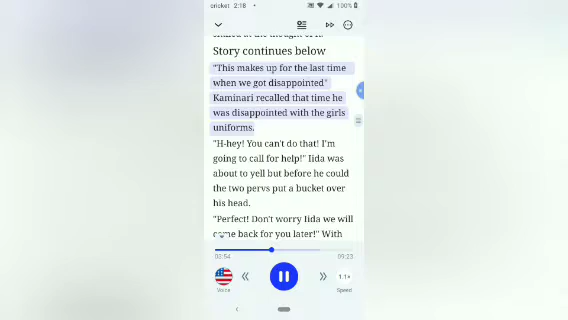 cricket 2:18 100%
Story continues below
"This makes up for the last time
when we got disappointed"
Kaminari recalled that time he
was disappointed with the girls
uniforms.
"H-hey! You can't do that! I'm
going to call for help!" Iida was
about to yell but before he could
the two pervs put a bucket over
his head.
"Perfect! Don't worry Iida we will
come back for you later!" With
03:54 09:23
1.1×
Voice Speed